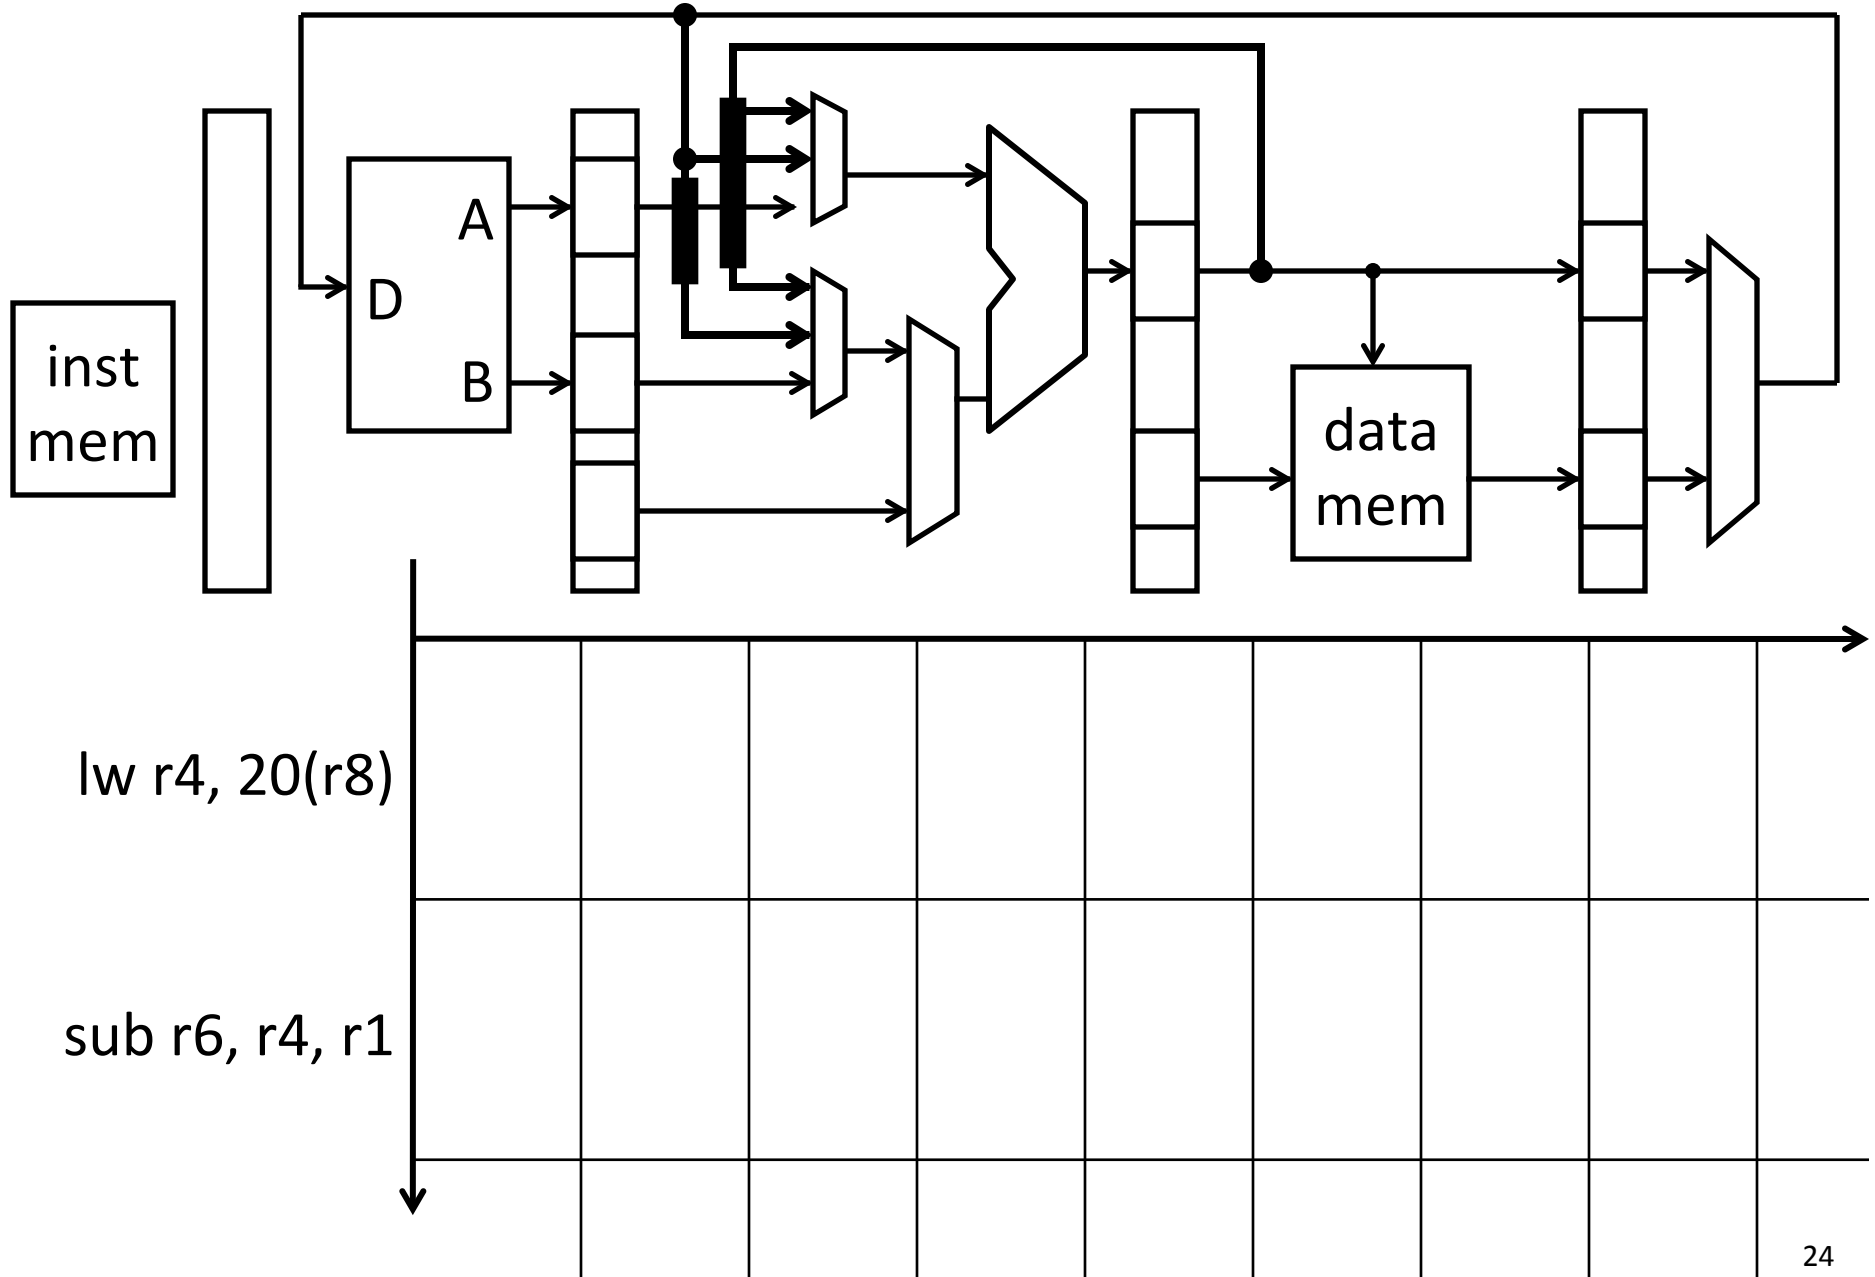 A
D
B
inst
mem
data
mem
lw r4, 20(r8)
sub r6, r4, r1
24